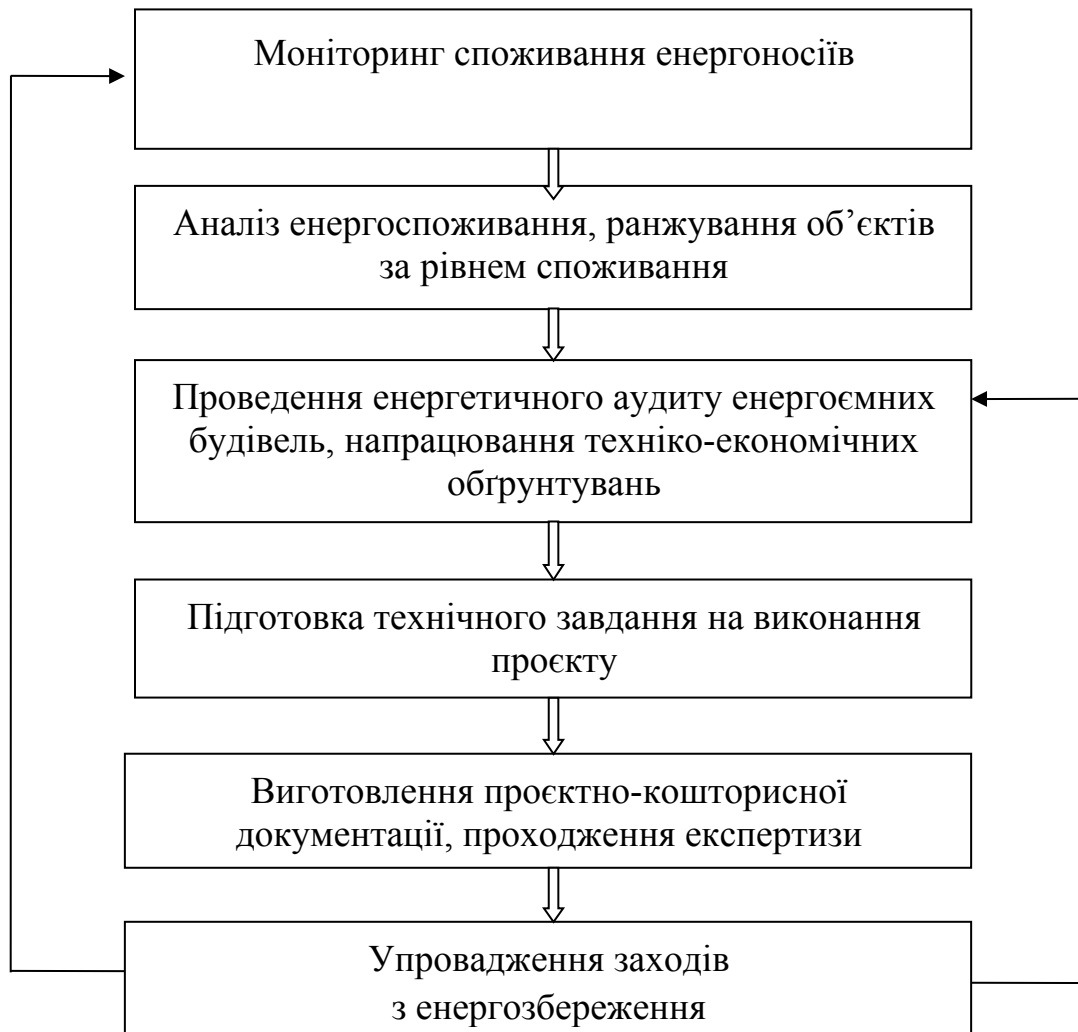 Моніторинг споживання енергоносіїв
Аналіз енергоспоживання, ранжування об’єктів
за рівнем споживання
Проведення енергетичного аудиту енергоємних
будівель, напрацювання техніко-економічних
обґрунтувань
Підготовка технічного завдання на виконання
проєкту
Виготовлення проєктно-кошторисної
документації, проходження експертизи
Упровадження заходів
з енергозбереження